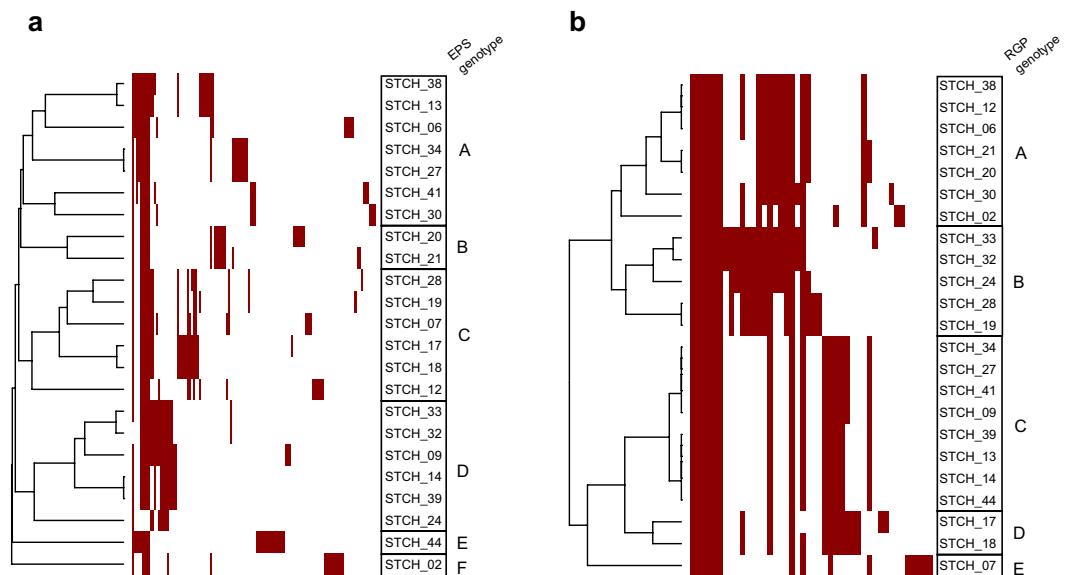 a
EPS
genotype
STCH_38
STCH_13
STCH_06
STCH_34
STCH_27
STCH_41
STCH_30
A
STCH_20
STCH_21
B
STCH_28
STCH_19
STCH_07
STCH_17
STCH_18
STCH_12
C
STCH_33
STCH_32
STCH_09
STCH_14
STCH_39
STCH_24
D
STCH_44
E
STCH_02
F
b
RGP
genotype
STCH_38
STCH_12
STCH_06
STCH_21
STCH_20
STCH_30
STCH_02
A
STCH_33
STCH_32
STCH_24
STCH_28
STCH_19
B
STCH_34
STCH_27
STCH_41
STCH_09
STCH_39
STCH_13
STCH_14
STCH_44
C
STCH_17
STCH_18
D
STCH_07
E